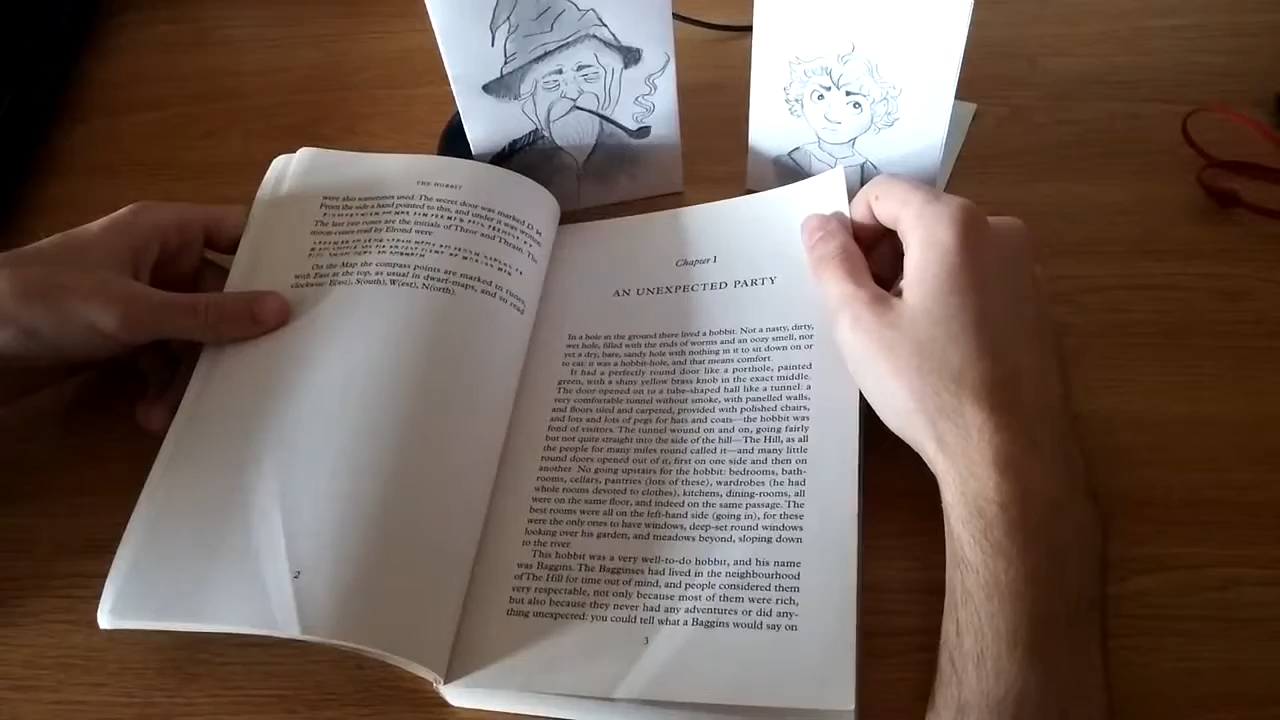 THE HOBBIT
were also sometimes used. The secret door was marked D. ᛗ.
From the side a hand pointed to this, and under it was written
The last two runes are the initials of Thror and Thrain. The
moon-runes read by Elrond were:
On the Map the compass points are marked in runes,
with East at the top, as usual in dwarf-maps, and so read
clockwise: E(ast), S(outh), W(est), N(orth).
2
Chapter 1
AN UNEXPECTED PARTY
In a hole in the ground there lived a hobbit. Not a nasty, dirty,
wet hole, filled with the ends of worms and an oozy smell, nor
yet a dry, bare, sandy hole with nothing in it to sit down on or
to eat: it was a hobbit-hole, and that means comfort.
It had a perfectly round door like a porthole, painted
green, with a shiny yellow brass knob in the exact middle.
The door opened on to a tube-shaped hall like a tunnel: a
very comfortable tunnel without smoke, with panelled walls,
and floors tiled and carpeted, provided with polished chairs,
and lots and lots of pegs for hats and coats—the hobbit was
fond of visitors. The tunnel wound on and on, going fairly
but not quite straight into the side of the hill—The Hill, as all
the people for many miles round called it—and many little
round doors opened out of it, first on one side and then on
another. No going upstairs for the hobbit: bedrooms, bath-
rooms, cellars, pantries (lots of these), wardrobes (he had
whole rooms devoted to clothes), kitchens, dining-rooms, all
were on the same floor, and indeed on the same passage. The
best rooms were all on the left-hand side (going in), for these
were the only ones to have windows, deep-set round windows
looking over his garden, and meadows beyond, sloping down
to the river.
This hobbit was a very well-to-do hobbit, and his name
was Baggins. The Bagginses had lived in the neighbourhood
of The Hill for time out of mind, and people considered them
very respectable, not only because most of them were rich,
but also because they never had any adventures or did any-
thing unexpected: you could tell what a Baggins would say on
3